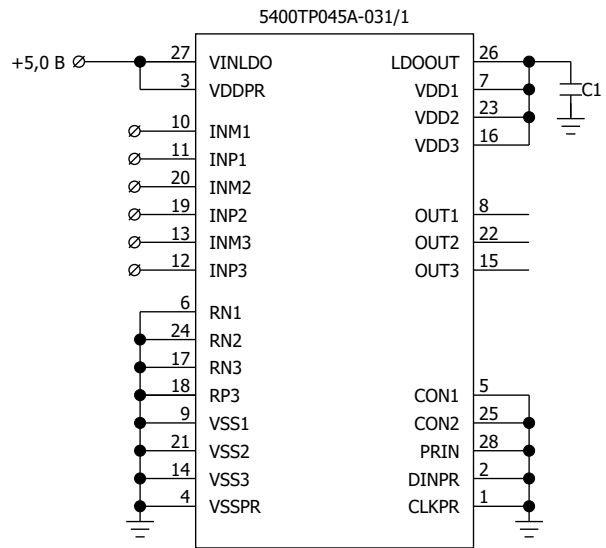 5400TP045A-031/1
+5,0 В
27 VINLDO LDOOUT 26
3 VDDPR VDD1 7
C1
VDD2 23
10 INM1 VDD3 16
11 INP1
20 INM2
19 INP2 OUT1 8
13 INM3 OUT2 22
12 INP3 OUT3 15
6 RN1
24 RN2
17 RN3
18 RP3 CON1 5
9 VSS1 CON2 25
21 VSS2 PRIN 28
14 VSS3 DINPR 2
4 VSSPR CLKPR 1